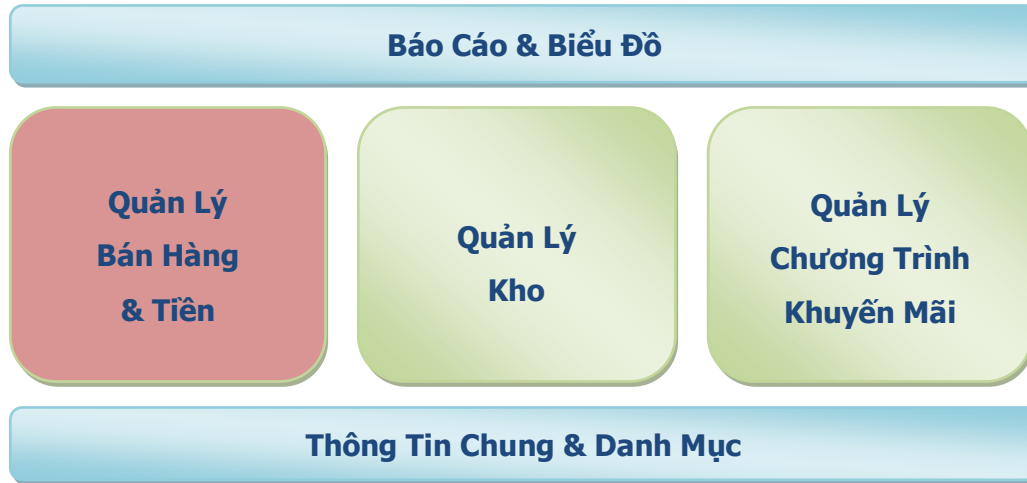 Báo Cáo & Biểu Đồ
Quản Lý
Bán Hàng
& Tiền
Quản Lý
Kho
Quản Lý
Chương Trình
Khuyến Mãi
Thông Tin Chung & Danh Mục